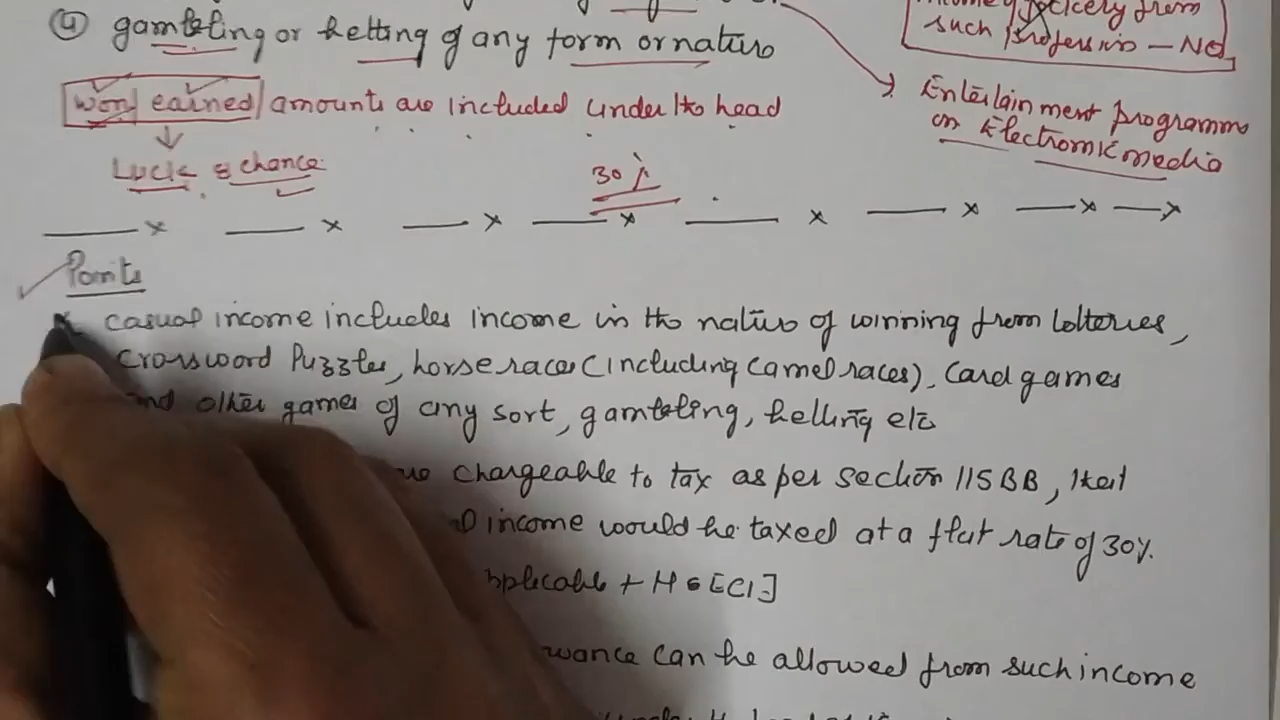 such profession - No
④ gambling or betting of any form or nature
won earned amounts are included under the head
Entertainment programm
on Electronic media
Luck & chance
30%
Points
casual income includes income in the nature of winning from lotteries,
crossword Puzzles, horse races (including camel races), Card games
and other games of any sort, gambling, betting etc
chargeable to tax as per section 115BB, that
income would be taxed at a flat rate of 30%.
applicable + H&EC]
can be allowed from such income